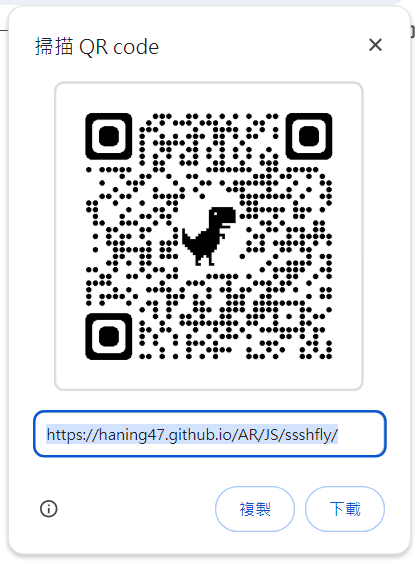 掃描 QR code
https://haning47.github.io/AR/JS/ssshfly/
複製
下載